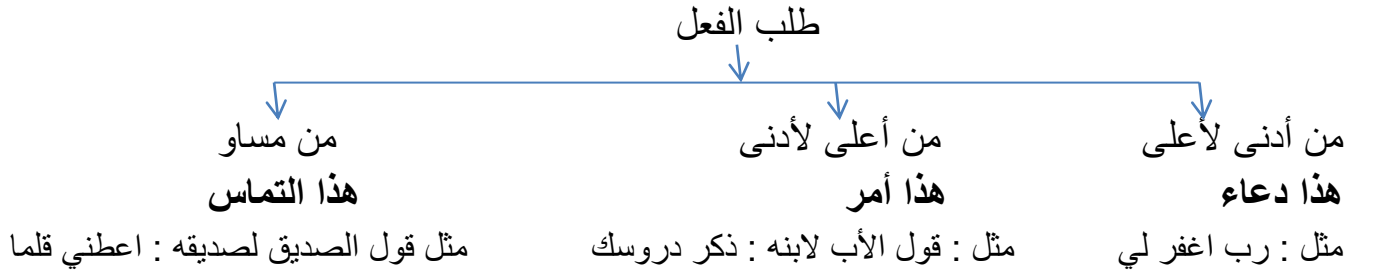 طلب الفعل
من أدنى لأعلى من أعلى لأدنى من مساو
هذا دعاء هذا أمر هذا التماس
مثل : رب اغفر لي مثل : قول الأب لابنه : ذكر دروسك مثل قول الصديق لصديقه : اعطني قلما